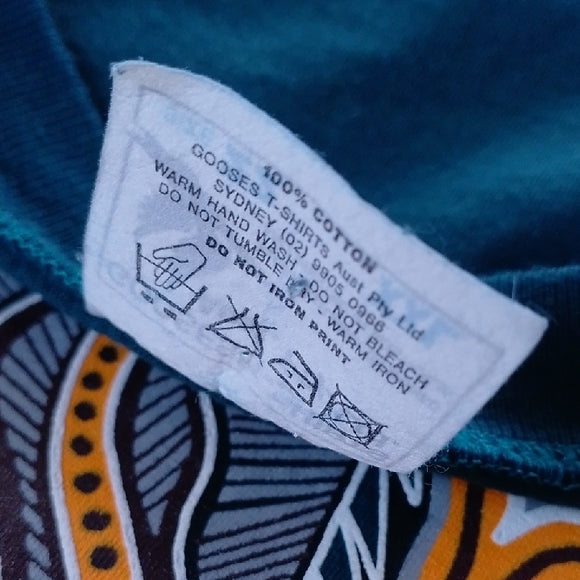 100% COTTON
GOOSES T-SHIRTS Aust Pty Ltd
SYDNEY (02) 9905 0966
WARM HAND WASH - DO NOT BLEACH
DO NOT TUMBLE DRY - WARM IRON
DO NOT IRON PRINT